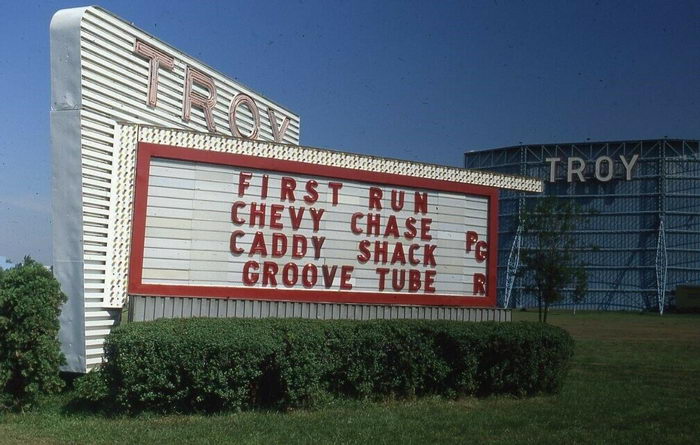 TROY
TROY
FIRST RUN
CHEVY CHASE
CADDY SHACK PG
GROOVE TUBE R